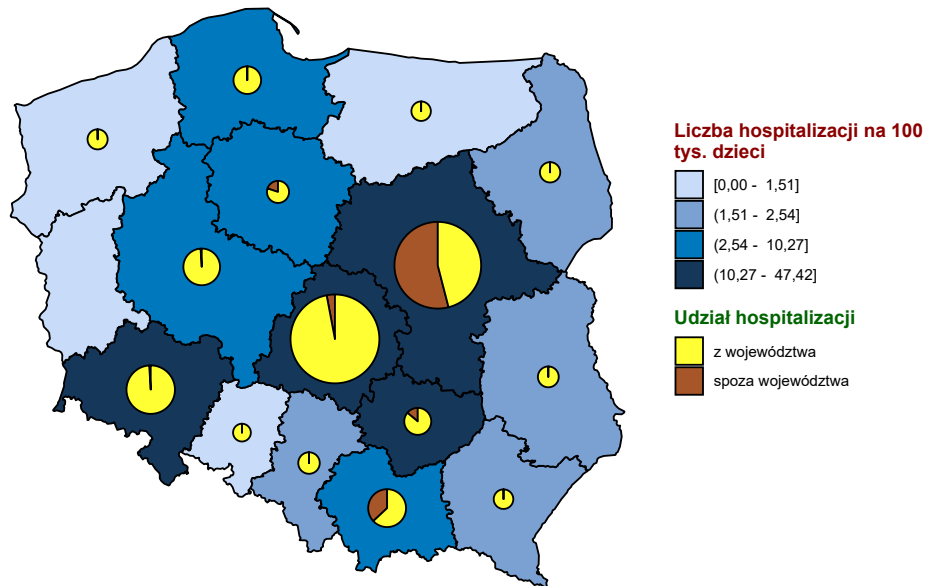 Liczba hospitalizacji na 100
tys. dzieci
[0,00 - 1,51]
(1,51 - 2,54]
(2,54 - 10,27]
(10,27 - 47,42]
Udział hospitalizacji
z województwa
spoza województwa